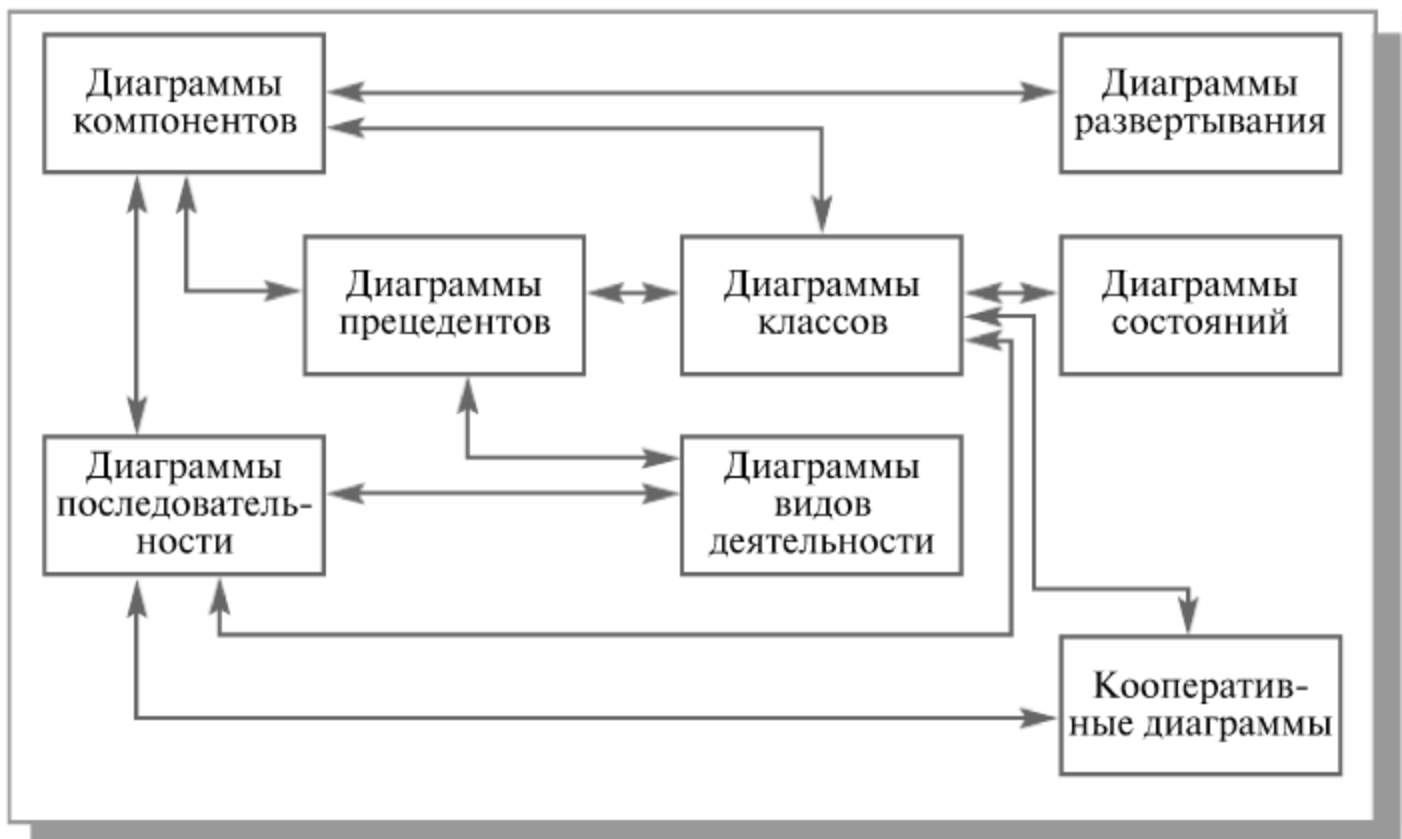 Диаграммы
компонентов
Диаграммы
развертывания
Диаграммы
прецедентов
Диаграммы
классов
Диаграммы
состояний
Диаграммы
последователь-
ности
Диаграммы
видов
деятельности
Кооператив-
ные диаграммы